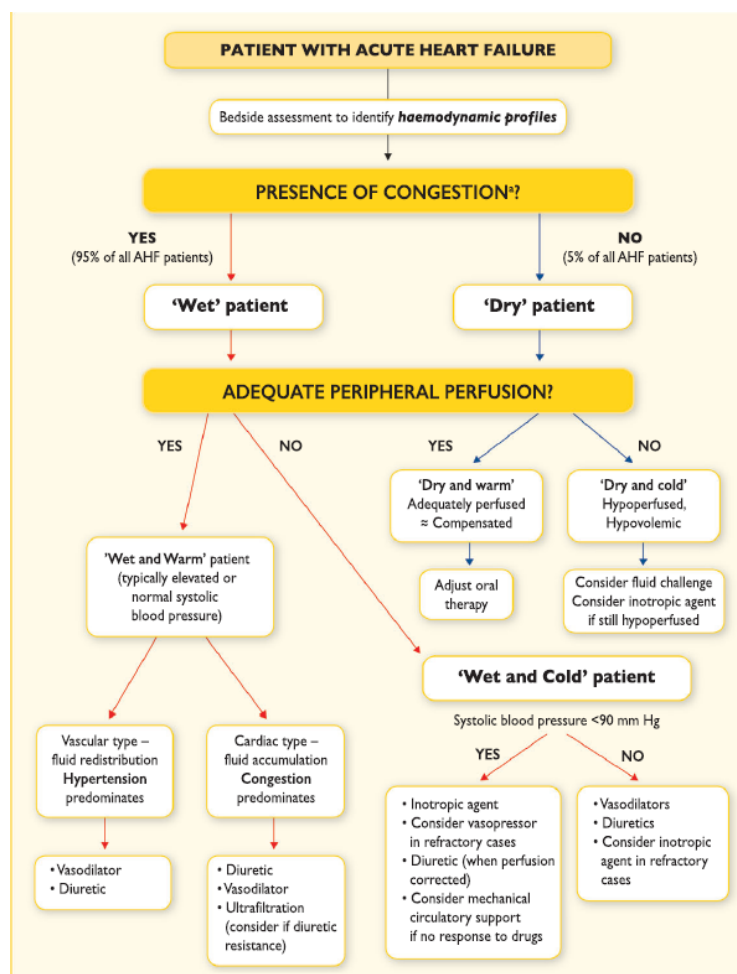 PATIENT WITH ACUTE HEART FAILURE
Bedside assessment to identify haemodynamic profiles
PRESENCE OF CONGESTIONᵃ?
YES
(95% of all AHF patients)
NO
(5% of all AHF patients)
‘Wet’ patient
‘Dry’ patient
ADEQUATE PERIPHERAL PERFUSION?
YES
NO
YES
NO
‘Dry and warm’
Adequately perfused
≈ Compensated
‘Dry and cold’
Hypoperfused,
Hypovolemic
’Wet and Warm’ patient
(typically elevated or
normal systolic
blood pressure)
Adjust oral
therapy
Consider fluid challenge
Consider inotropic agent
if still hypoperfused
‘Wet and Cold’ patient
Systolic blood pressure <90 mm Hg
Vascular type –
fluid redistribution
Hypertension
predominates
Cardiac type –
fluid accumulation
Congestion
predominates
YES
NO
• Vasodilator
• Diuretic
• Diuretic
• Vasodilator
• Ultrafiltration
(consider if diuretic
resistance)
• Inotropic agent
• Consider vasopressor
in refractory cases
• Diuretic (when perfusion
corrected)
• Consider mechanical
circulatory support
if no response to drugs
• Vasodilators
• Diuretics
• Consider inotropic
agent in refractory
cases